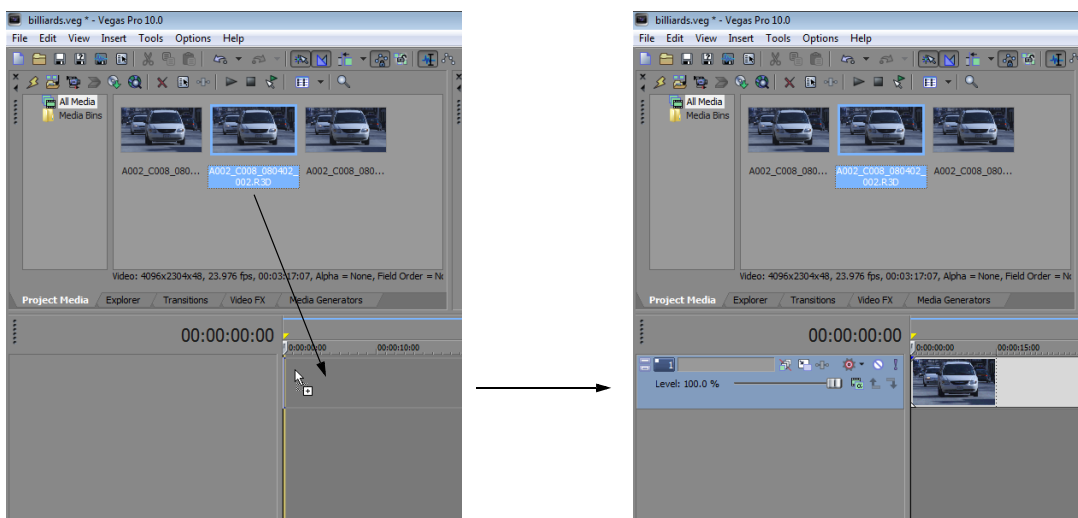 billiards.veg * - Vegas Pro 10.0
File Edit View Insert Tools Options Help
All Media
Media Bins
A002_C008_080...
A002_C008_080402_
002.R3D
A002_C008_080...
Video: 4096x2304x48, 23.976 fps, 00:03:17:07, Alpha = None, Field Order = No
Project Media Explorer Transitions Video FX Media Generators
00:00:00:00
0:00:00:00 00:00:10:00
billiards.veg * - Vegas Pro 10.0
File Edit View Insert Tools Options Help
All Media
Media Bins
A002_C008_080...
A002_C008_080402_
002.R3D
A002_C008_080...
Video: 4096x2304x48, 23.976 fps, 00:03:17:07, Alpha = None, Field Order = No
Project Media Explorer Transitions Video FX Media Generators
00:00:00:00
0:00:00:00 00:00:15:00
1
Level: 100.0 %